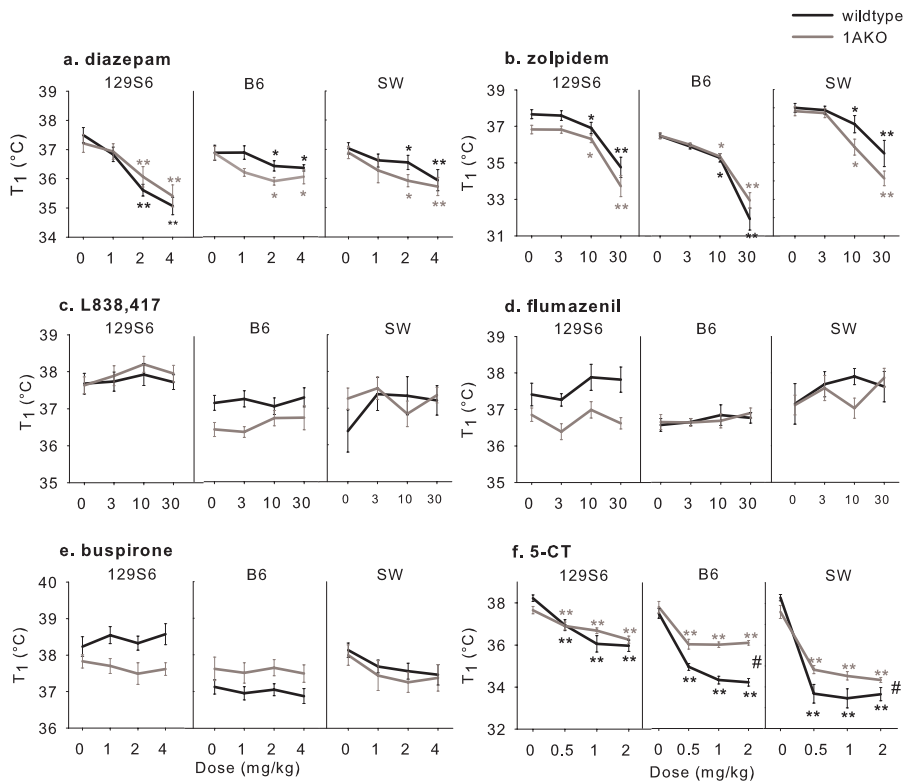 wildtype
1AKO
a. diazepam
129S6 B6 SW
39
38
37
36
35
34
T1 (°C)
** ** ** ** * * * * * ** * **
0 1 2 4 0 1 2 4 0 1 2 4
b. zolpidem
129S6 B6 SW
39
37
35
33
31
T1 (°C)
* ** * ** * * ** ** * ** * **
0 3 10 30 0 3 10 30 0 3 10 30
c. L838,417
129S6 B6 SW
39
38
37
36
35
T1 (°C)
0 3 10 30 0 3 10 30 0 3 10 30
d. flumazenil
129S6 B6 SW
39
38
37
36
35
T1 (°C)
0 3 10 30 0 3 10 30 0 3 10 30
e. buspirone
129S6 B6 SW
40
39
38
37
36
T1 (°C)
0 1 2 4 0 1 2 4 0 1 2 4
Dose (mg/kg)
f. 5-CT
129S6 B6 SW
38
36
34
32
T1 (°C)
** ** ** ** ** ** ** ** ** # ** ** ** ** ** ** ** ** ** #
0 0.5 1 2 0 0.5 1 2 0 0.5 1 2
Dose (mg/kg)